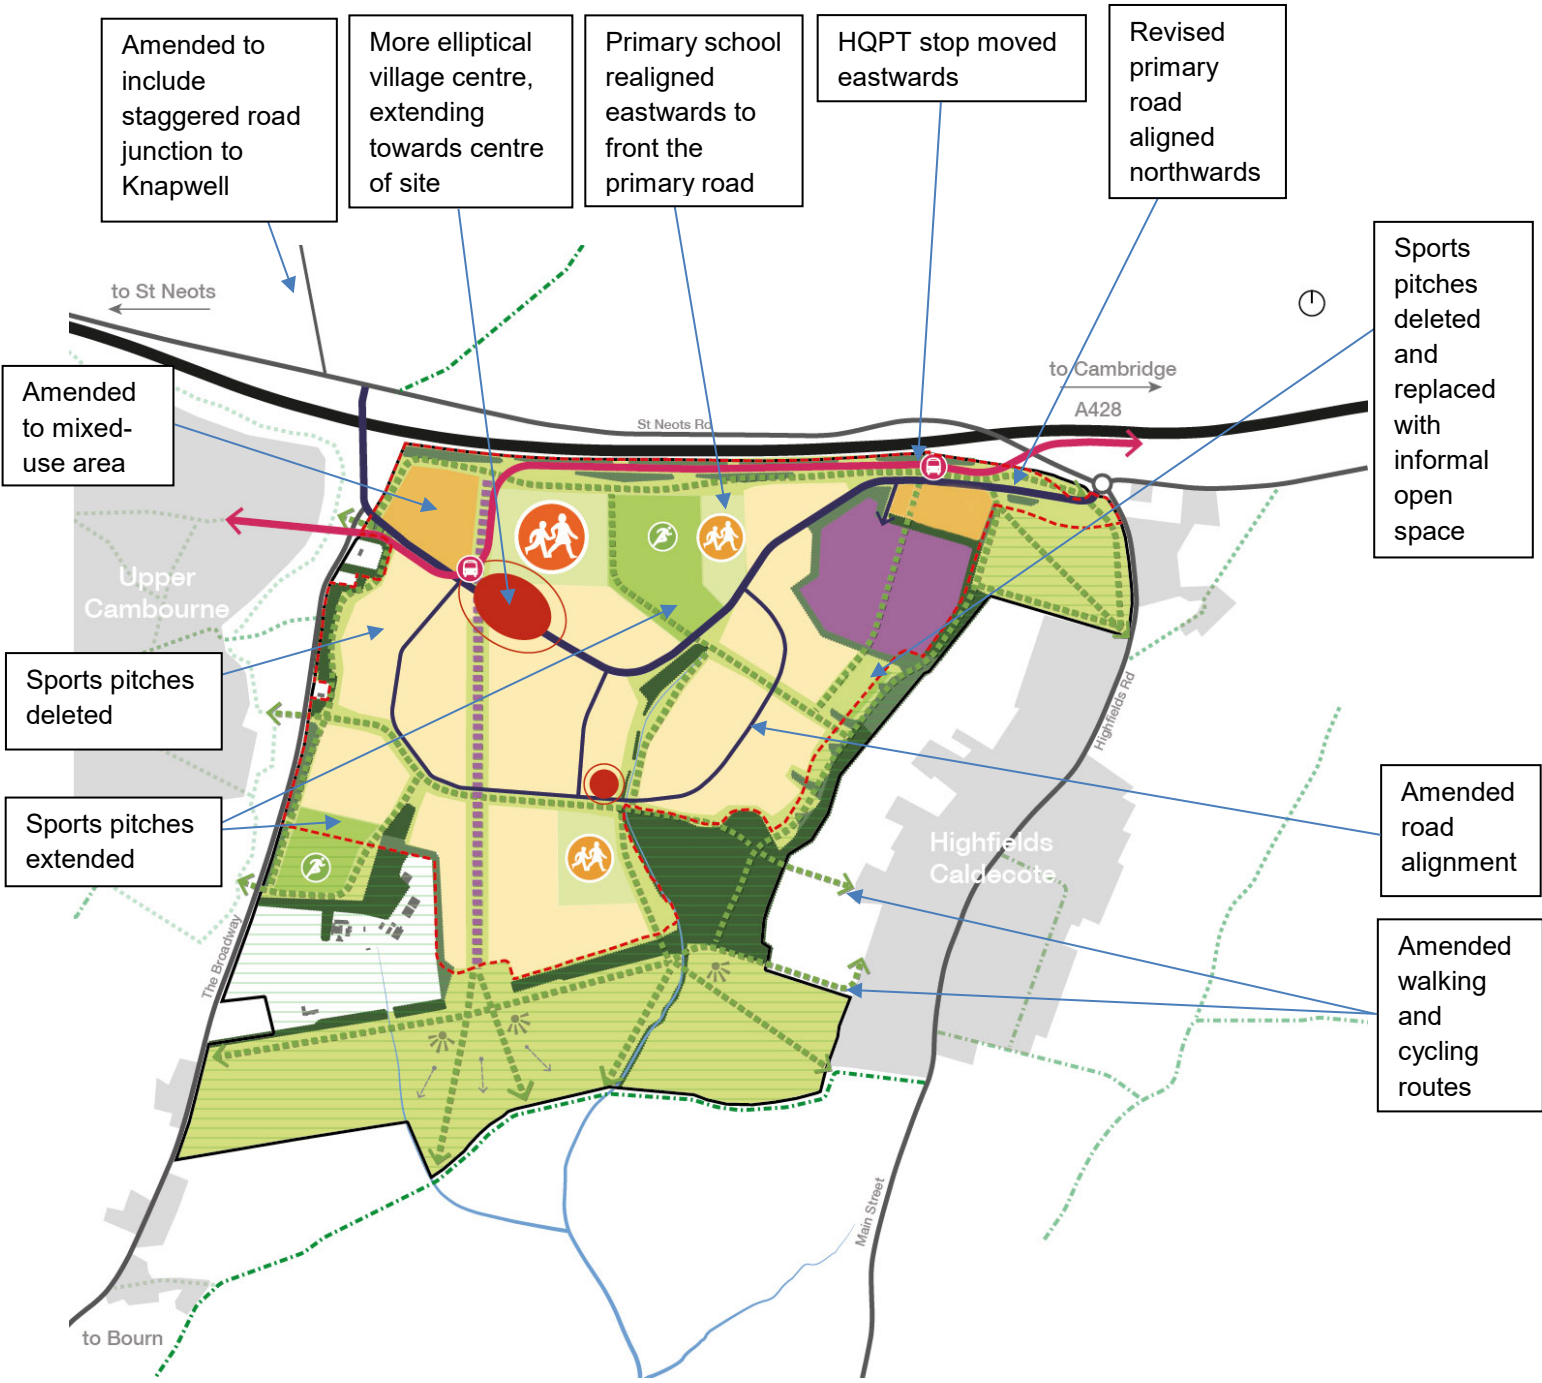 Amended to
include
staggered road
junction to
Knapwell
More elliptical
village centre,
extending
towards centre
of site
Primary school
realigned
eastwards to
front the
primary road
HQPT stop moved
eastwards
Revised
primary
road
aligned
northwards
Sports
pitches
deleted
and
replaced
with
informal
open
space
to St Neots
to Cambridge
A428
St Neots Rd
Amended
to mixed-
use area
Upper
Cambourne
Sports pitches
deleted
Sports pitches
extended
Highfields Rd
Highfields
Caldecote
Amended
road
alignment
Amended
walking
and
cycling
routes
The Broadway
Main Street
to Bourn